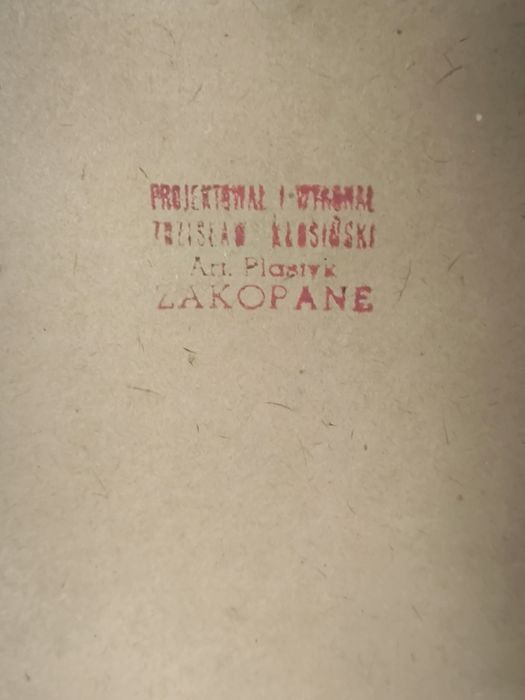 PROJEKTOWAŁ I WYKONAŁ
ZDZISŁAW KŁOSIŃSKI
Art. Plastyk
ZAKOPANE